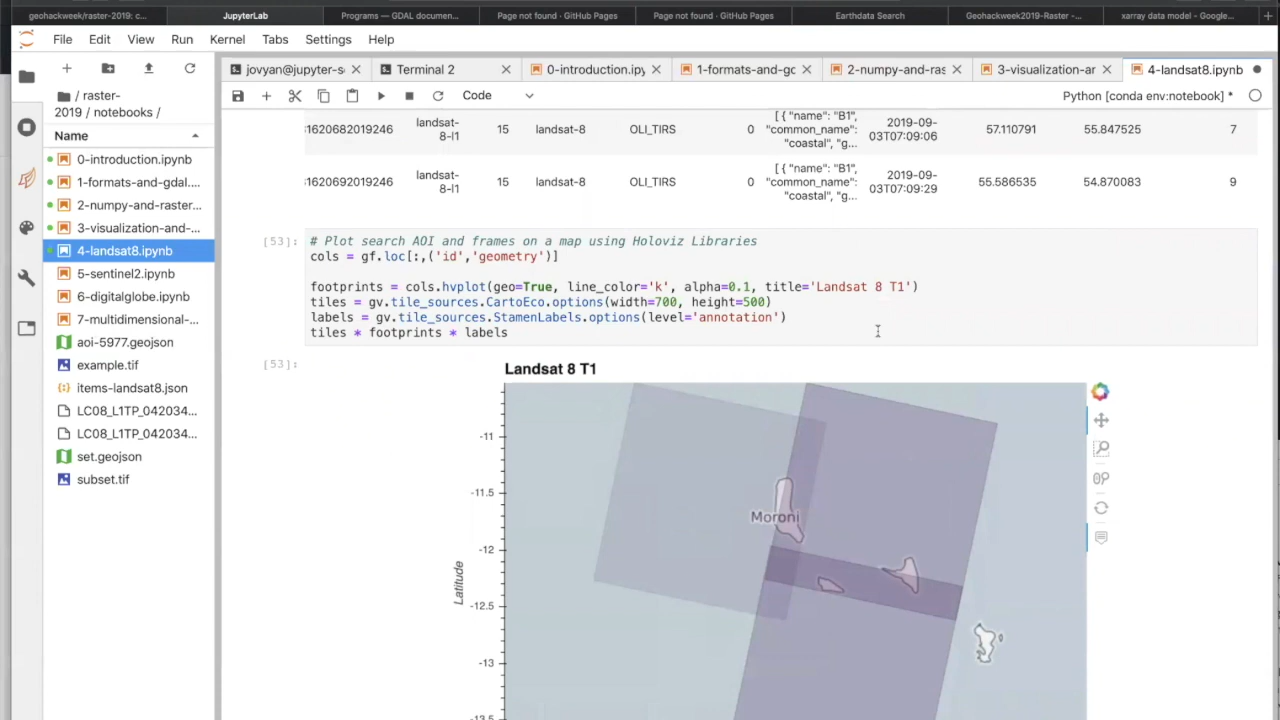 geohackweek/raster-2019: c...
JupyterLab
Programs — GDAL documen...
Page not found · GitHub Pages
Page not found · GitHub Pages
Earthdata Search
Geohackweek2019-Raster -...
xarray data model - Google...
File Edit View Run Kernel Tabs Settings Help
jovyan@jupyter-s
Terminal 2
0-introduction.ipy
1-formats-and-gc
2-numpy-and-ras
3-visualization-ar
4-landsat8.ipynb
Code
Python [conda env:notebook] *
/ raster-
2019 / notebooks /
Name
0-introduction.ipynb
1-formats-and-gdal....
2-numpy-and-raster...
3-visualization-and-...
4-landsat8.ipynb
5-sentinel2.ipynb
6-digitalglobe.ipynb
7-multidimensional-...
aoi-5977.geojson
example.tif
items-landsat8.json
LC08_L1TP_042034...
LC08_L1TP_042034...
set.geojson
subset.tif
1620682019246 landsat-8-l1 15 landsat-8 OLI_TIRS 0 [{ "name": "B1", "common_name": "coastal", "g... 2019-09-03T07:09:06 57.110791 55.847525 7
1620692019246 landsat-8-l1 15 landsat-8 OLI_TIRS 0 [{ "name": "B1", "common_name": "coastal", "g... 2019-09-03T07:09:29 55.586535 54.870083 9
[53]:
# Plot search AOI and frames on a map using Holoviz Libraries
cols = gf.loc[:,('id','geometry')]
footprints = cols.hvplot(geo=True, line_color='k', alpha=0.1, title='Landsat 8 T1')
tiles = gv.tile_sources.CartoEco.options(width=700, height=500)
labels = gv.tile_sources.StamenLabels.options(level='annotation')
tiles * footprints * labels
[53]:
Landsat 8 T1
-11
-11.5
-12
-12.5
-13
-13.5
Latitude
Moroni